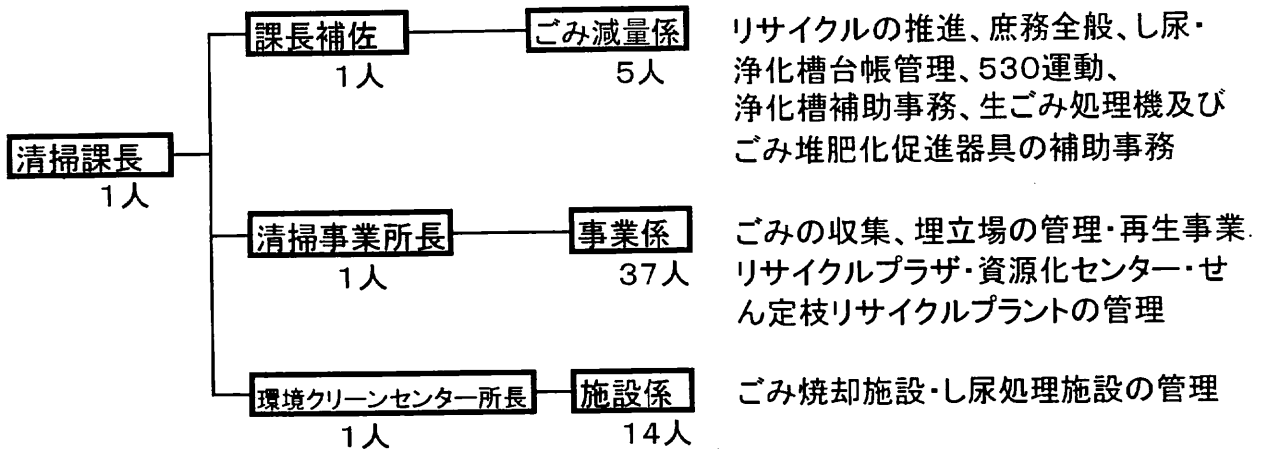 課長補佐
1人
ごみ減量係
5人
リサイクルの推進、庶務全般、し尿・
浄化槽台帳管理、530運動、
浄化槽補助事務、生ごみ処理機及び
ごみ堆肥化促進器具の補助事務
清掃課長
1人
清掃事業所長
1人
事業係
37人
ごみの収集、埋立場の管理・再生事業.
リサイクルプラザ・資源化センター・せ
ん定枝リサイクルプラントの管理
環境クリーンセンター所長
1人
施設係
14人
ごみ焼却施設・し尿処理施設の管理